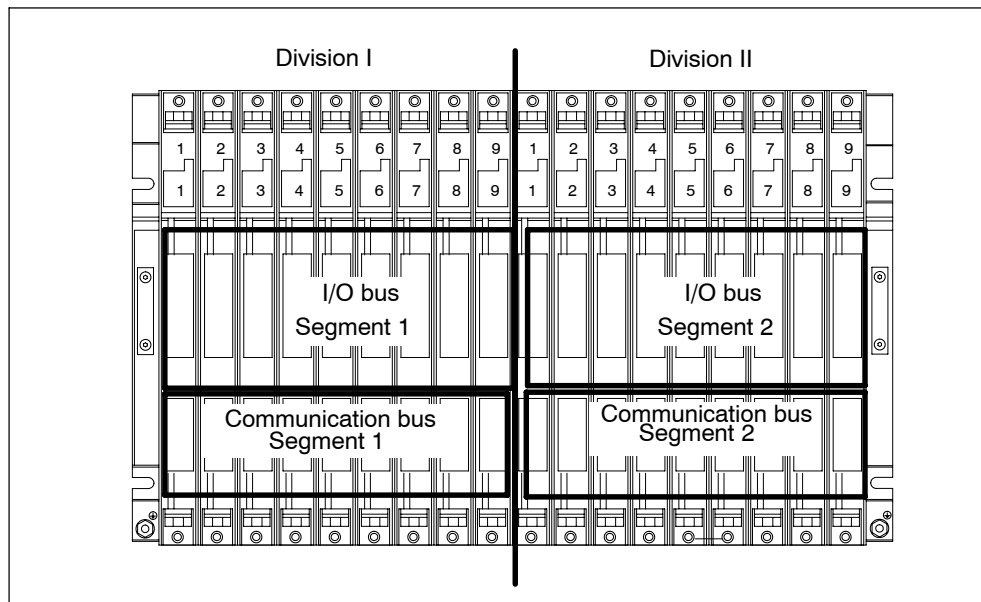 Division I Division II
1 2 3 4 5 6 7 8 9 1 2 3 4 5 6 7 8 9
1 2 3 4 5 6 7 8 9 1 2 3 4 5 6 7 8 9
I/O bus I/O bus
Segment 1 Segment 2
Communication bus Communication bus
Segment 1 Segment 2